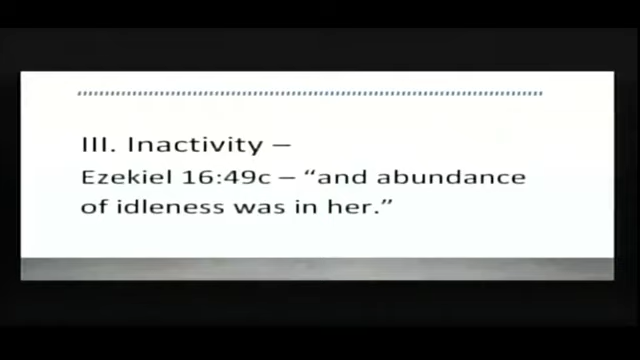 III. Inactivity –
Ezekiel 16:49c – “and abundance
of idleness was in her.”